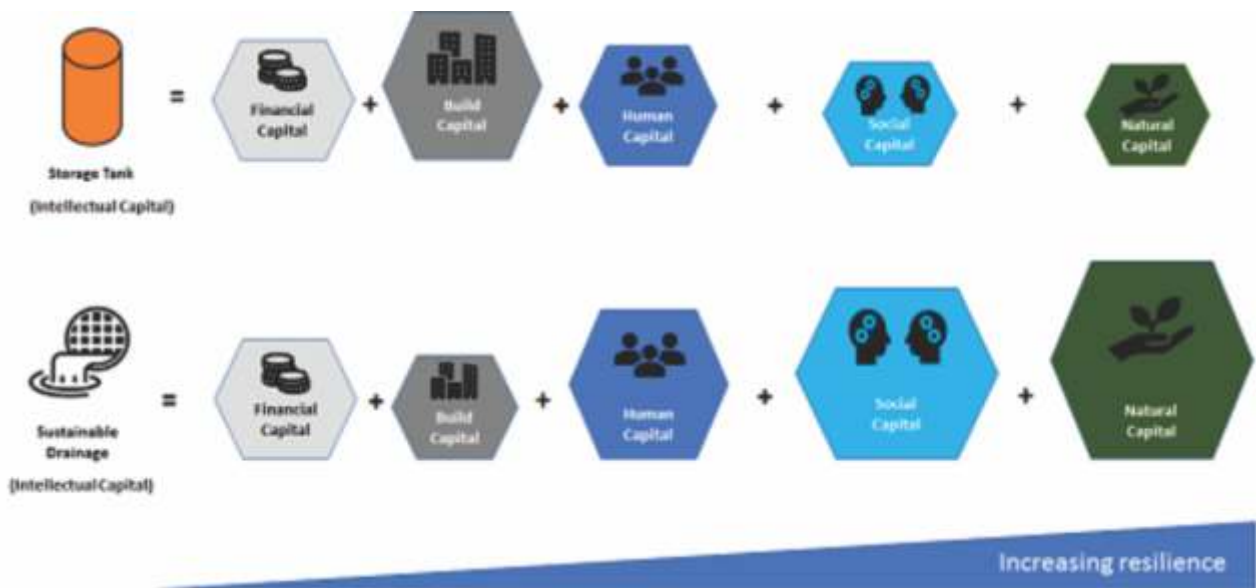 Financial
Capital
+
Build
Capital
+
Human
Capital
+
Social
Capital
+
Natural
Capital
=
Storage Tank
(Intellectual Capital)
Financial
Capital
+
Build
Capital
+
Human
Capital
+
Social
Capital
+
Natural
Capital
=
Sustainable
Drainage
(Intellectual Capital)
Increasing resilience